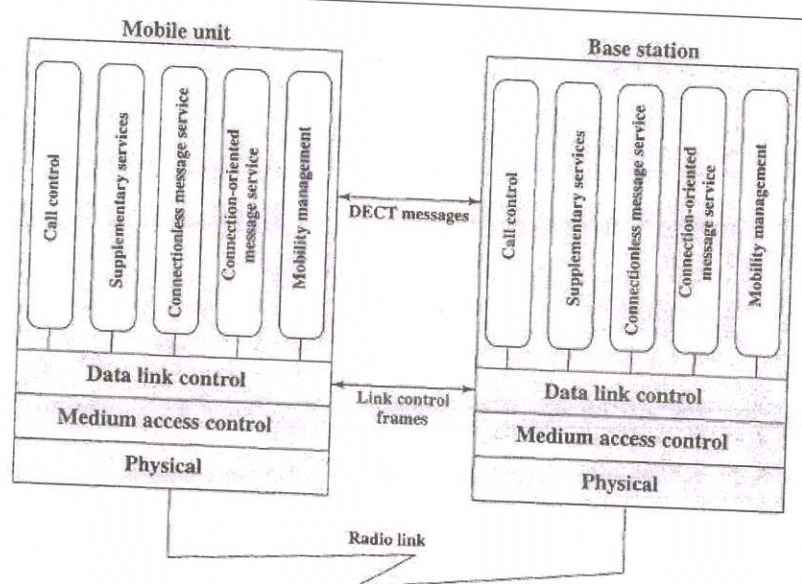 Mobile unit
Call control
Supplementary services
Connectionless message service
Connection-oriented
message service
Mobility management
Data link control
Medium access control
Physical
DECT messages
Link control
frames
Radio link
Base station
Call control
Supplementary services
Connectionless message service
Connection-oriented
message service
Mobility management
Data link control
Medium access control
Physical